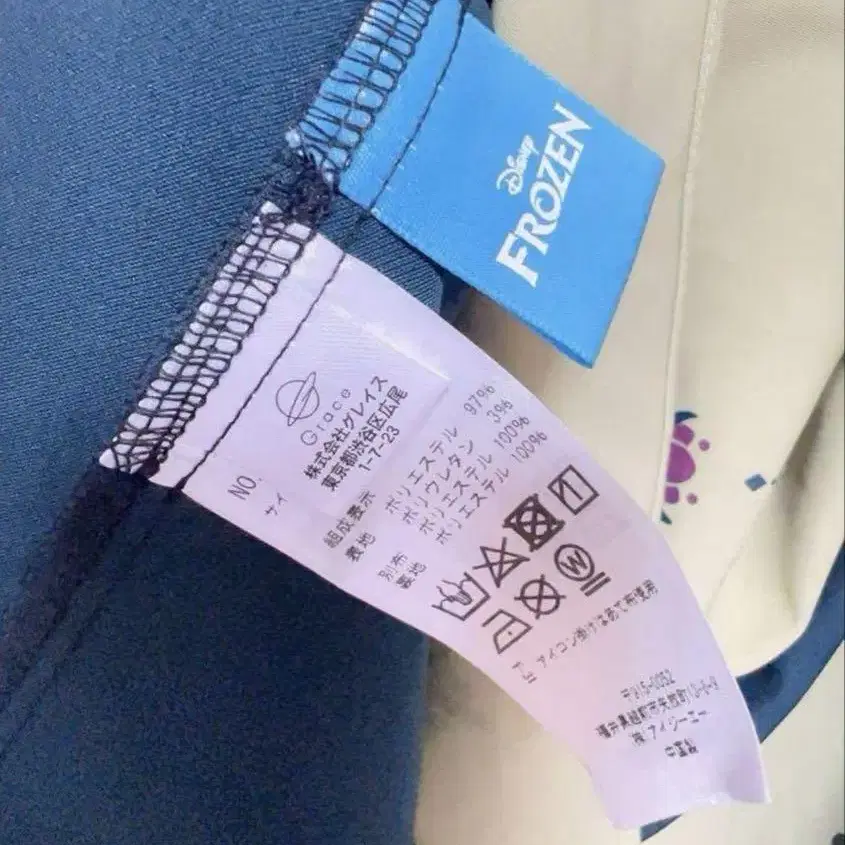 Disney
FROZEN
Grace
株式会社グレイス
東京都渋谷区広尾
1-7-23
NO.
サイ
組成表示
表地 ポリエステル 97%
ポリウレタン 3%
別布 ポリエステル 100%
裏地 ポリエステル 100%
W
アイロン掛けはあて布使用
〒915-0052
福井県越前市矢放町13-6-9
(株)アイジーエー
中国製